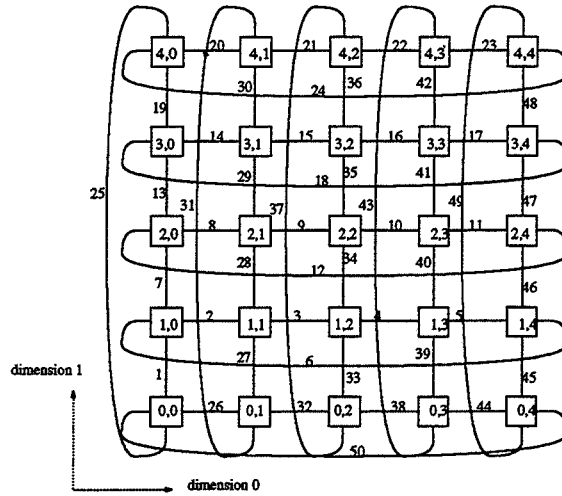 4,0 20 4,1 21 4,2 22 4,3 23 4,4
30 24 36 42
19 48
3,0 14 3,1 15 3,2 16 3,3 17 3,4
29 18 35 41
25 13 31 37 43 49 47
2,0 8 2,1 9 2,2 10 2,3 11 2,4
28 12 34 40
7 46
1,0 2 1,1 3 1,2 4 1,3 5 1,4
27 6 39
dimension 1 1 33 45
0,0 26 0,1 32 0,2 38 0,3 44 0,4
50
dimension 0